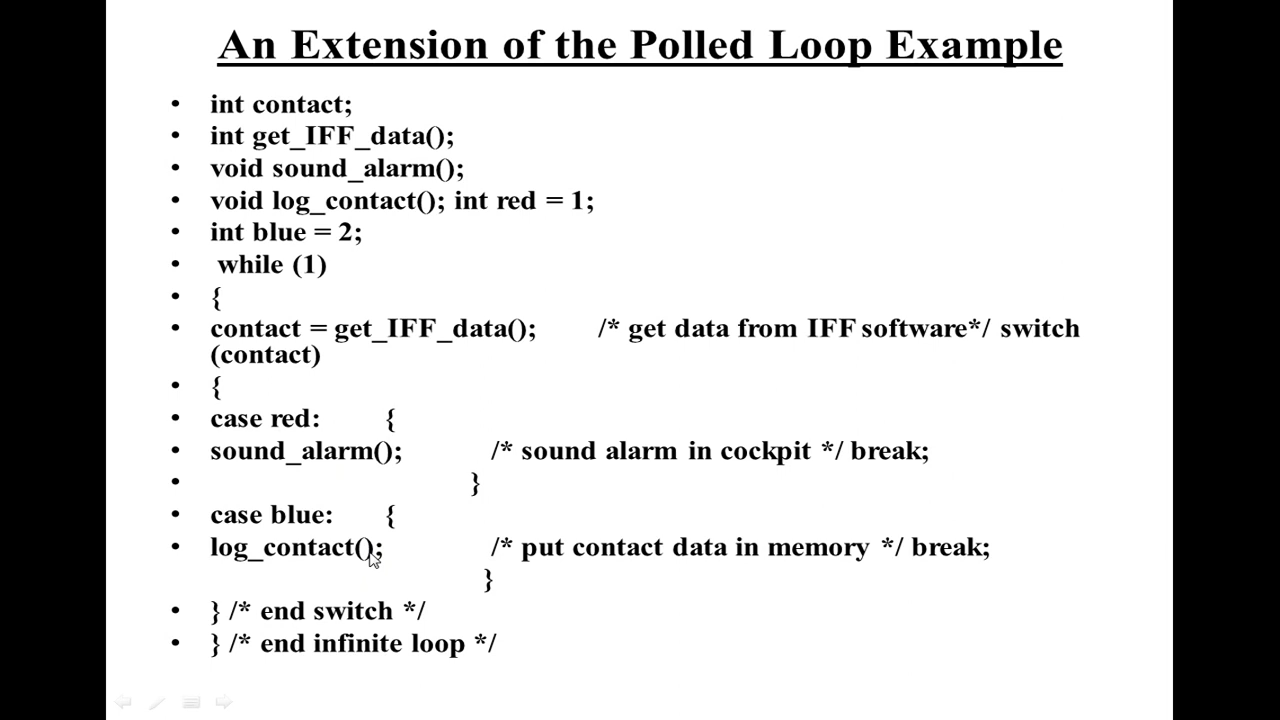 An Extension of the Polled Loop Example
• int contact;
• int get_IFF_data();
• void sound_alarm();
• void log_contact(); int red = 1;
• int blue = 2;
• while (1)
• {
• contact = get_IFF_data(); /* get data from IFF software*/ switch
(contact)
• {
• case red: {
• sound_alarm(); /* sound alarm in cockpit */ break;
• }
• case blue: {
• log_contact(); /* put contact data in memory */ break;
}
• } /* end switch */
• } /* end infinite loop */